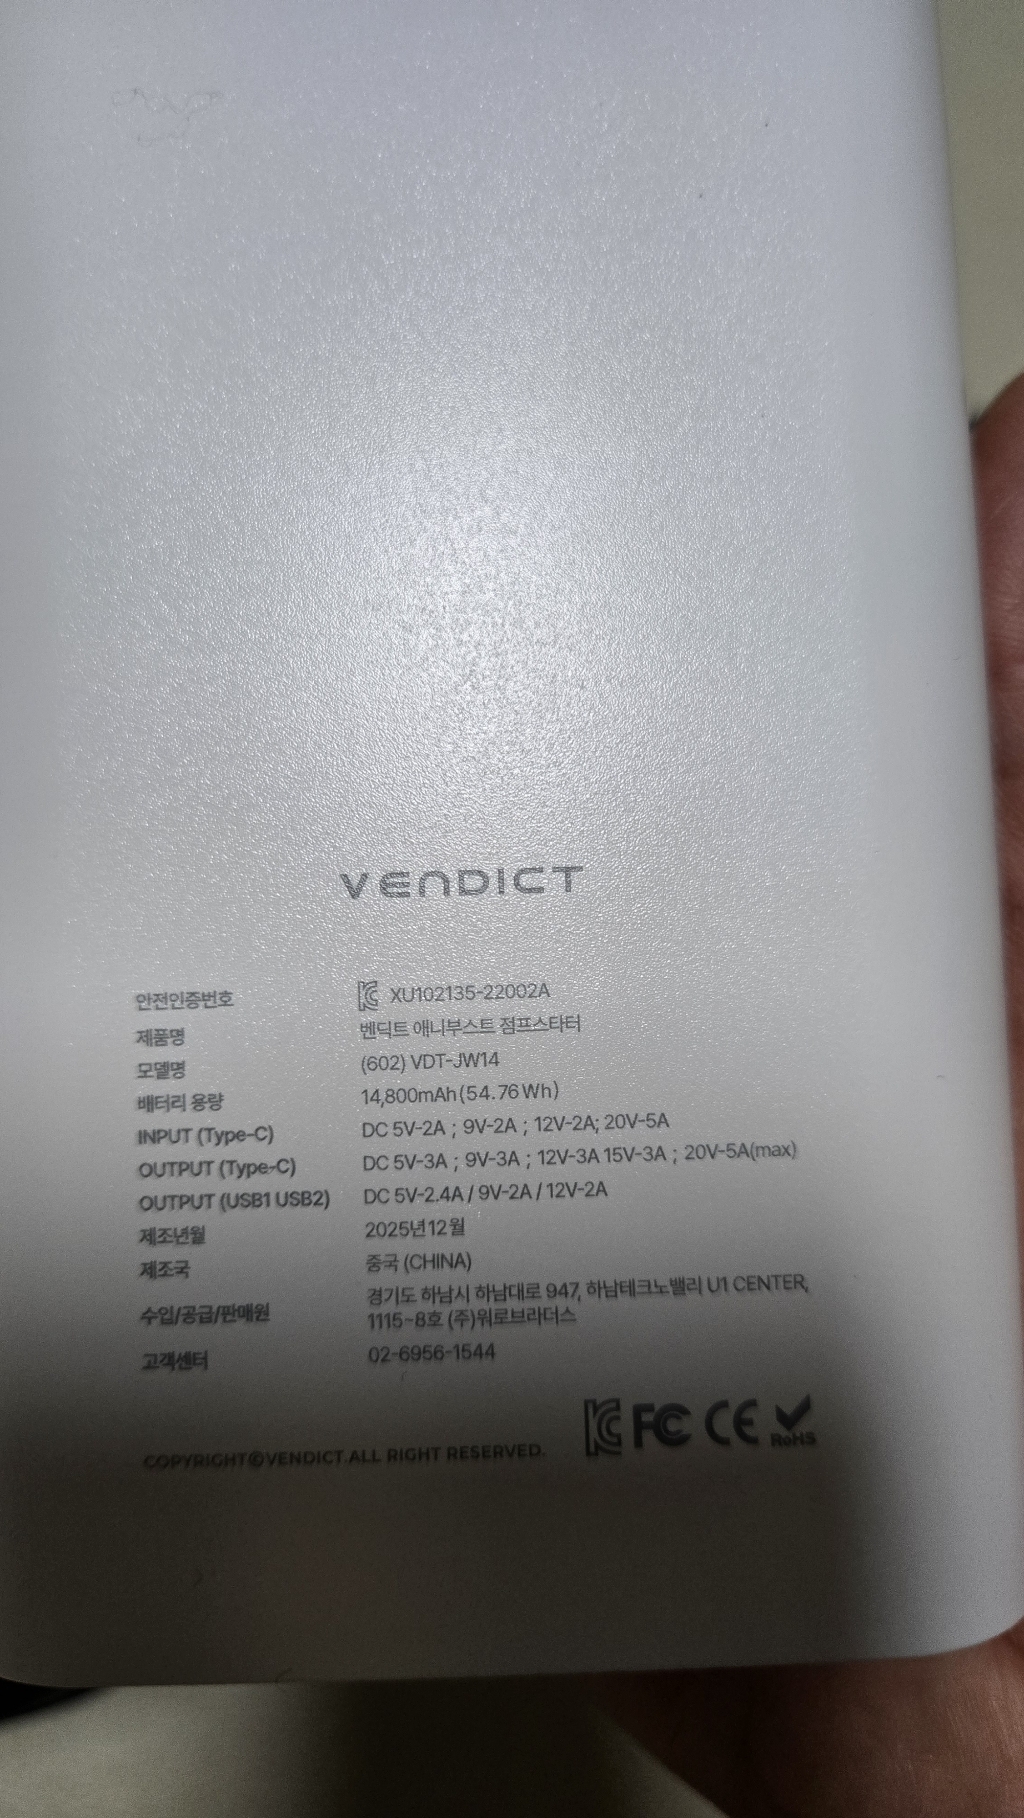 VENDICT
안전인증번호 KC XU102135-22002A
제품명 벤딕트 애니부스트 점프스타터
모델명 (602) VDT-JW14
배터리 용량 14,800mAh(54.76Wh)
INPUT (Type-C) DC 5V-2A ; 9V-2A ; 12V-2A; 20V-5A
OUTPUT (Type-C) DC 5V-3A ; 9V-3A ; 12V-3A 15V-3A ; 20V-5A(max)
OUTPUT (USB1 USB2) DC 5V-2.4A / 9V-2A / 12V-2A
제조년월 2025년12월
제조국 중국 (CHINA)
수입/공급/판매원 경기도 하남시 하남대로 947, 하남테크노밸리 U1 CENTER,
1115-8호 (주)워로브라더스
고객센터 02-6956-1544
COPYRIGHT©VENDICT.ALL RIGHT RESERVED. KC FC CE RoHS